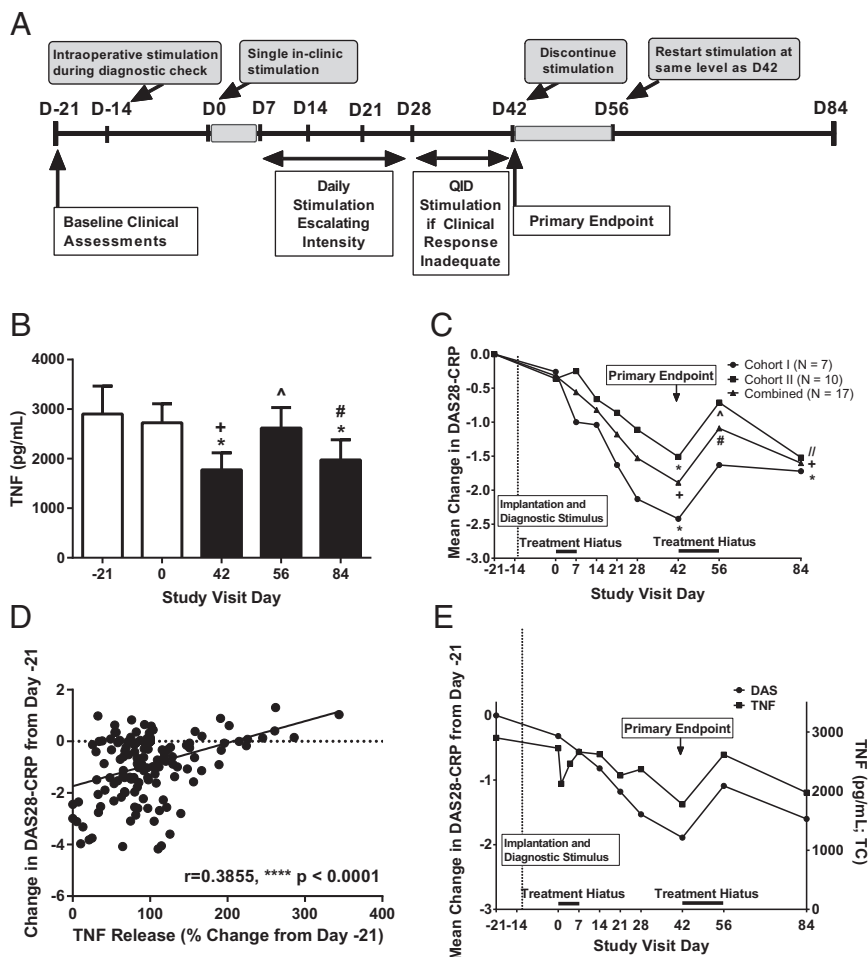 A
Intraoperative stimulation
during diagnostic check
Single in-clinic
stimulation
Discontinue
stimulation
Restart stimulation at
same level as D42
D-21
D-14
D0
D7
D14
D21
D28
D42
D56
D84
Baseline Clinical
Assessments
Daily
Stimulation
Escalating
Intensity
QID
Stimulation
if Clinical
Response
Inadequate
Primary Endpoint
B
TNF (pg/mL)
4000
3000
2000
1000
0
+
*
^
#
*
-21
0
42
56
84
Study Visit Day
C
Mean Change in DAS28-CRP
0.0
-0.5
-1.0
-1.5
-2.0
-2.5
-3.0
Primary Endpoint
Cohort I (N = 7)
Cohort II (N = 10)
Combined (N = 17)
^
#
*
+
*
//
+
*
Implantation and
Diagnostic Stimulus
Treatment Hiatus
Treatment Hiatus
-21-14 0 7 14 21 28 42 56 84
Study Visit Day
D
Change in DAS28-CRP from Day -21
2
0
-2
-4
-6
r=0.3855, **** p < 0.0001
0 100 200 300 400
TNF Release (% Change from Day -21)
E
Mean Change in DAS28-CRP from Day -21
0
-1
-2
-3
DAS
TNF
Primary Endpoint
Implantation and
Diagnostic Stimulus
Treatment Hiatus
Treatment Hiatus
3000
2000
1000
0
TNF (pg/mL; TC)
-21-14 0 7 14 21 28 42 56 84
Study Visit Day